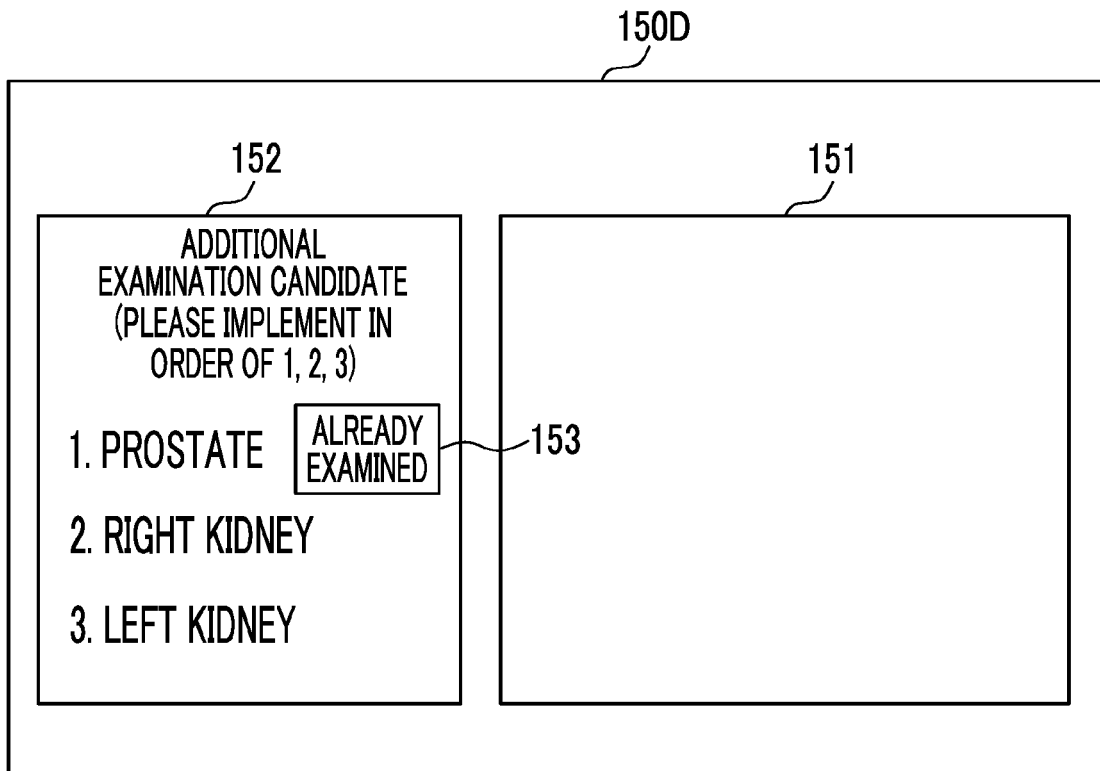 150D
152
151
ADDITIONAL
EXAMINATION CANDIDATE
(PLEASE IMPLEMENT IN
ORDER OF 1, 2, 3)
1. PROSTATE
ALREADY
EXAMINED
153
2. RIGHT KIDNEY
3. LEFT KIDNEY